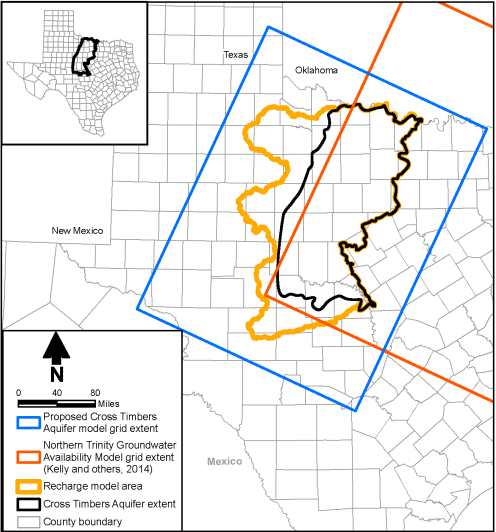 Texas
Oklahoma
New Mexico
Mexico
N
0 40 80
Miles
Proposed Cross Timbers
Aquifer model grid extent
Northern Trinity Groundwater
Availability Model grid extent
(Kelly and others, 2014)
Recharge model area
Cross Timbers Aquifer extent
County boundary